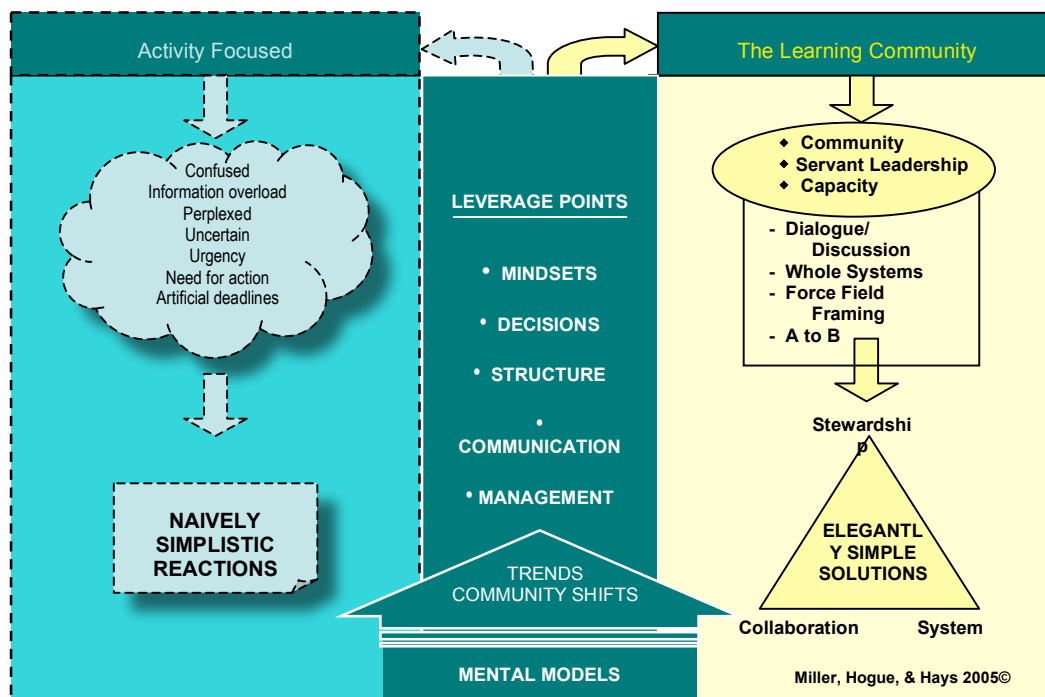 Activity Focused
Confused
Information overload
Perplexed
Uncertain
Urgency
Need for action
Artificial deadlines
NAIVELY
SIMPLISTIC
REACTIONS
LEVERAGE POINTS
• MINDSETS
• DECISIONS
• STRUCTURE
•
COMMUNICATION
• MANAGEMENT
TRENDS
COMMUNITY SHIFTS
MENTAL MODELS
The Learning Community
◆ Community
◆ Servant Leadership
◆ Capacity
- Dialogue/
Discussion
- Whole Systems
- Force Field
Framing
- A to B
Stewardshi
p
ELEGANTL
Y SIMPLE
SOLUTIONS
Collaboration System
Miller, Hogue, & Hays 2005©